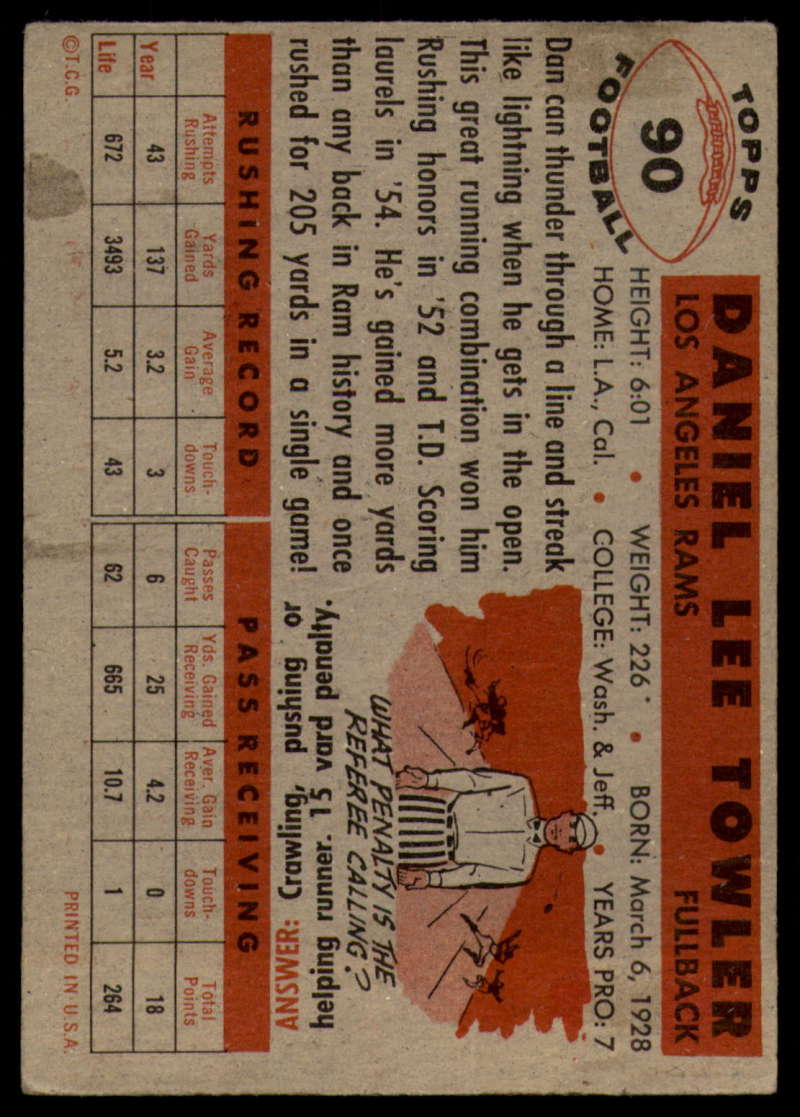 TOPPS
90
FOOTBALL
DANIEL LEE TOWLER
LOS ANGELES RAMS FULLBACK
HEIGHT: 6:01 • WEIGHT: 226 • BORN: March 6, 1928
HOME: L.A., Cal. • COLLEGE: Wash. & Jeff. • YEARS PRO: 7
Dan can thunder through a line and streak
like lightning when he gets in the open.
This great running combination won him
Rushing honors in '52 and T.D. Scoring
laurels in '54. He's gained more yards
than any back in Ram history and once
rushed for 205 yards in a single game!
WHAT PENALTY IS THE
REFEREE CALLING?
ANSWER: Crawling, pushing or
helping runner. 15 yard penalty.
RUSHING RECORD PASS RECEIVING
Attempts Rushing Yards Gained Average Gain Touch-downs Passes Caught Yds. Gained Receiving Aver. Gain Receiving Touch-downs Total Points
Year 43 137 3.2 3 6 25 4.2 0 18
Life 672 3493 5.2 43 62 665 10.7 1 264
©T.C.G. PRINTED IN U.S.A.